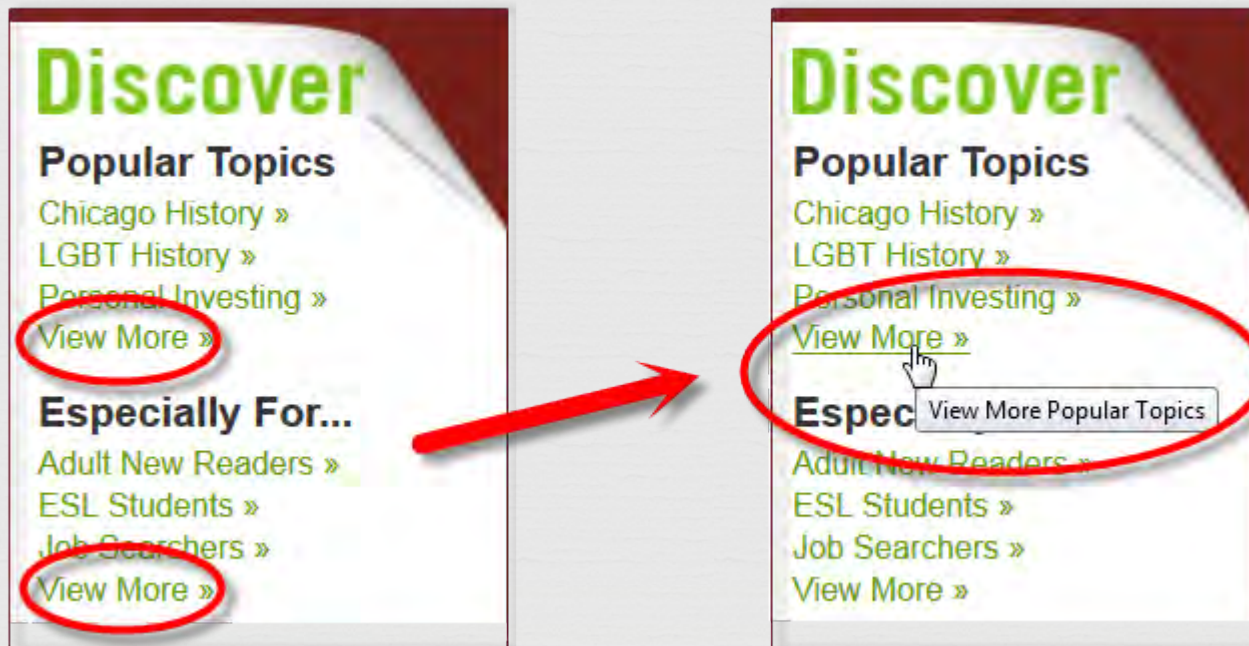 Discover
Popular Topics
Chicago History »
LGBT History »
Personal Investing »
View More »
Especially For...
Adult New Readers »
ESL Students »
Job Searchers »
View More »
Discover
Popular Topics
Chicago History »
LGBT History »
Personal Investing »
View More »
View More Popular Topics
Espec
Adult New Readers »
ESL Students »
Job Searchers »
View More »